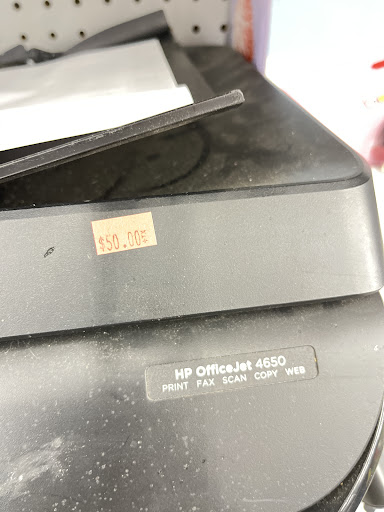 $50.00
HP OfficeJet 4650
PRINT FAX SCAN COPY WEB